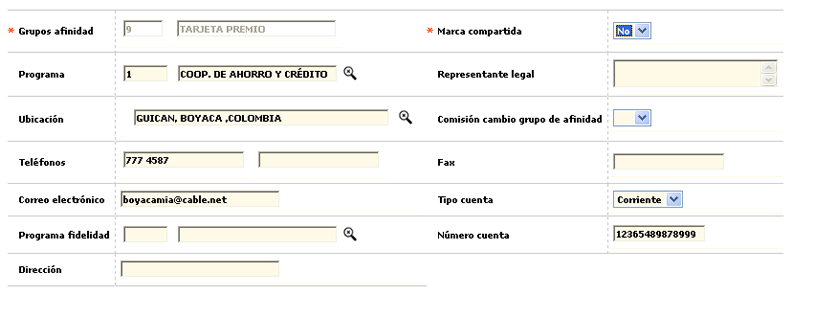 * Grupos afinidad 9 TARJETA PREMIO * Marca compartida No
Programa 1 COOP. DE AHORRO Y CRÉDITO Representante legal
Ubicación GUICAN, BOYACA ,COLOMBIA Comisión cambio grupo de afinidad
Teléfonos 777 4587 Fax
Correo electrónico boyacamia@cable.net Tipo cuenta Corriente
Programa fidelidad Número cuenta 12365489878999
Dirección